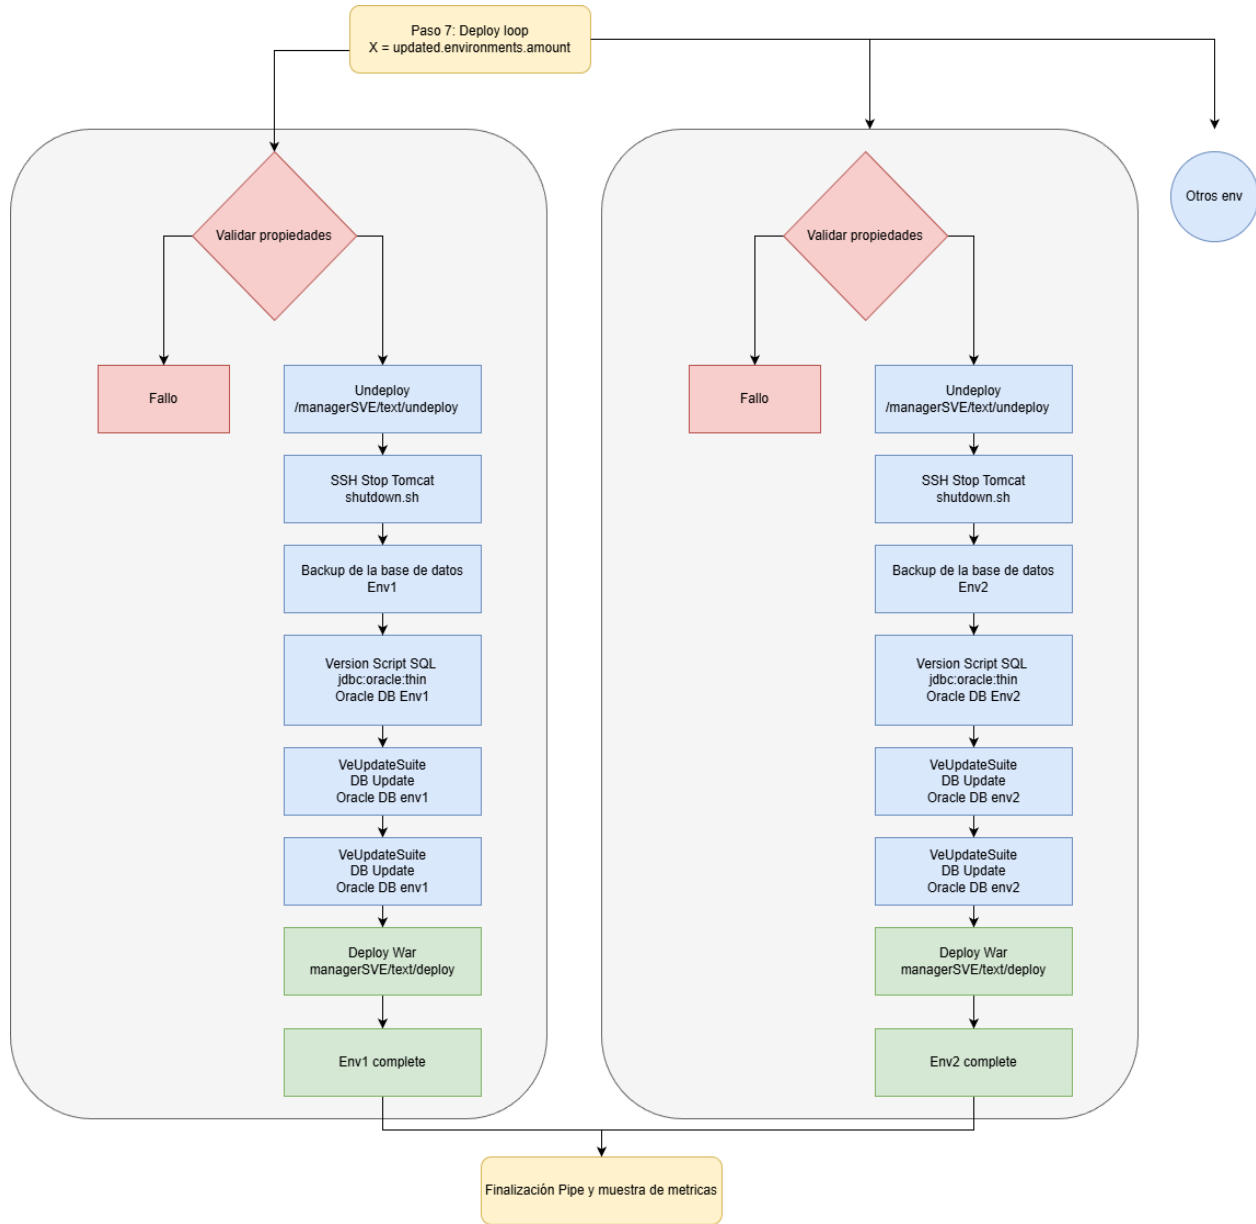 Paso 7: Deploy loop
X = updated.environments.amount
Validar propiedades
Fallo
Undeploy
/managerSVE/text/undeploy
SSH Stop Tomcat
shutdown.sh
Backup de la base de datos
Env1
Version Script SQL
jdbc:oracle:thin
Oracle DB Env1
VeUpdateSuite
DB Update
Oracle DB env1
VeUpdateSuite
DB Update
Oracle DB env1
Deploy War
managerSVE/text/deploy
Env1 complete
Validar propiedades
Fallo
Undeploy
/managerSVE/text/undeploy
SSH Stop Tomcat
shutdown.sh
Backup de la base de datos
Env2
Version Script SQL
jdbc:oracle:thin
Oracle DB Env2
VeUpdateSuite
DB Update
Oracle DB env2
VeUpdateSuite
DB Update
Oracle DB env2
Deploy War
managerSVE/text/deploy
Env2 complete
Otros env
Finalización Pipe y muestra de metricas